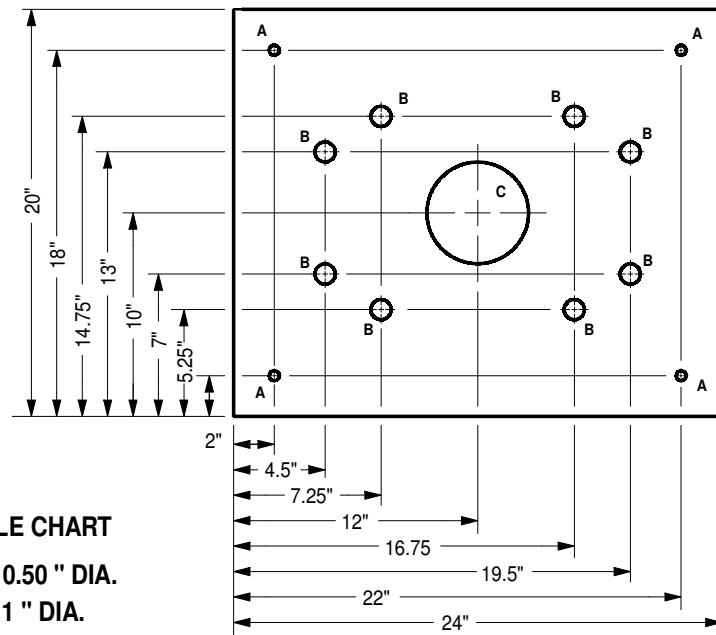 A
A
B
B
B
B
C
B
B
B
B
A
A
20"
18"
14.75"
13"
10"
7"
5.25"
2"
4.5"
7.25"
12"
16.75
19.5"
22"
24"
LE CHART
0.50 " DIA.
1 " DIA.